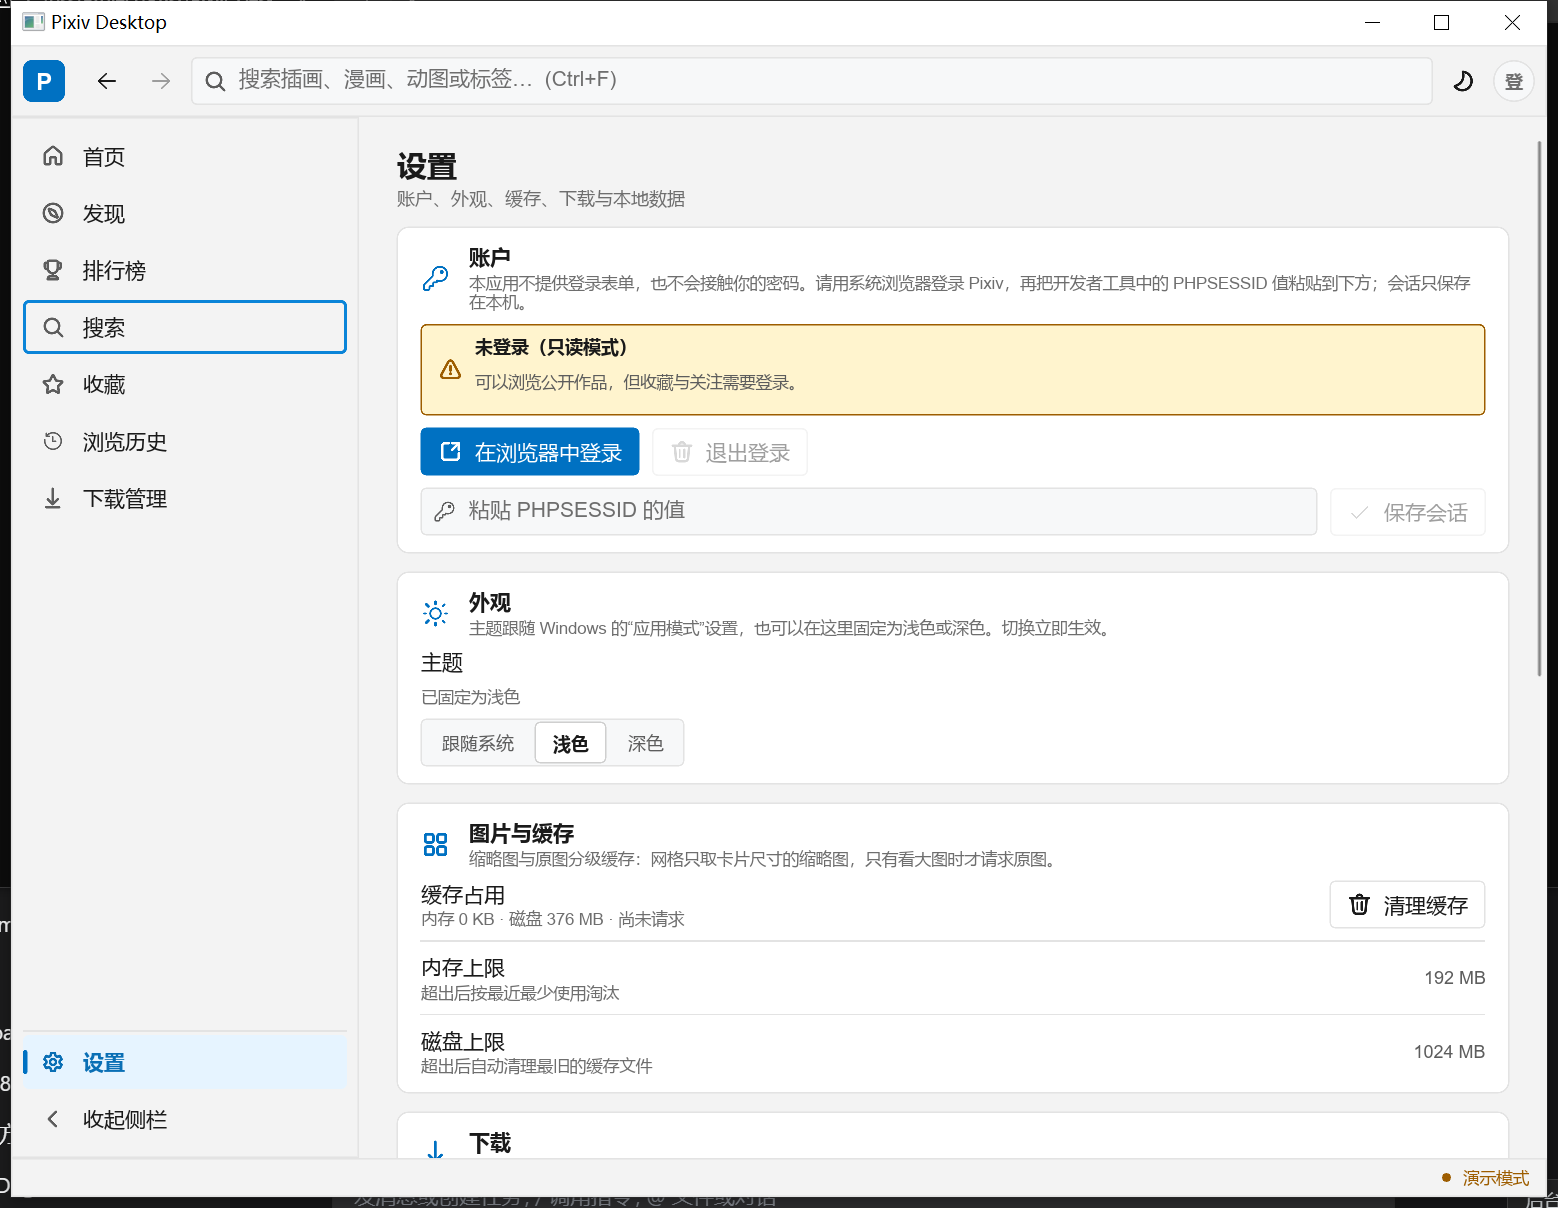 Pixiv Desktop
P
搜索插画、漫画、动图或标签… (Ctrl+F)
登
首页
发现
排行榜
搜索
收藏
浏览历史
下载管理
设置
收起侧栏
设置
账户、外观、缓存、下载与本地数据
账户
本应用不提供登录表单，也不会接触你的密码。请用系统浏览器登录 Pixiv，再把开发者工具中的 PHPSESSID 值粘贴到下方；会话只保存
在本机。
未登录（只读模式）
可以浏览公开作品，但收藏与关注需要登录。
在浏览器中登录
退出登录
粘贴 PHPSESSID 的值
保存会话
外观
主题跟随 Windows 的“应用模式”设置，也可以在这里固定为浅色或深色。切换立即生效。
主题
已固定为浅色
跟随系统
浅色
深色
图片与缓存
缩略图与原图分级缓存：网格只取卡片尺寸的缩略图，只有看大图时才请求原图。
缓存占用
内存 0 KB · 磁盘 376 MB · 尚未请求
清理缓存
内存上限
超出后按最近最少使用淘汰
192 MB
磁盘上限
超出后自动清理最旧的缓存文件
1024 MB
下载
演示模式